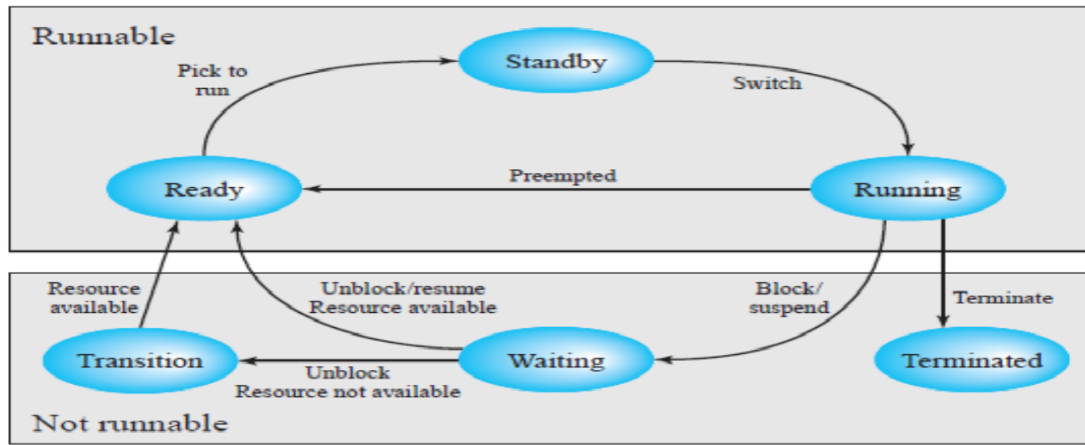 Runnable
Standby
Pick to
run
Switch
Ready
Preempted
Running
Resource
available
Unblock/resume
Resource available
Block/
suspend
Terminate
Transition
Unblock
Resource not available
Waiting
Terminated
Not runnable